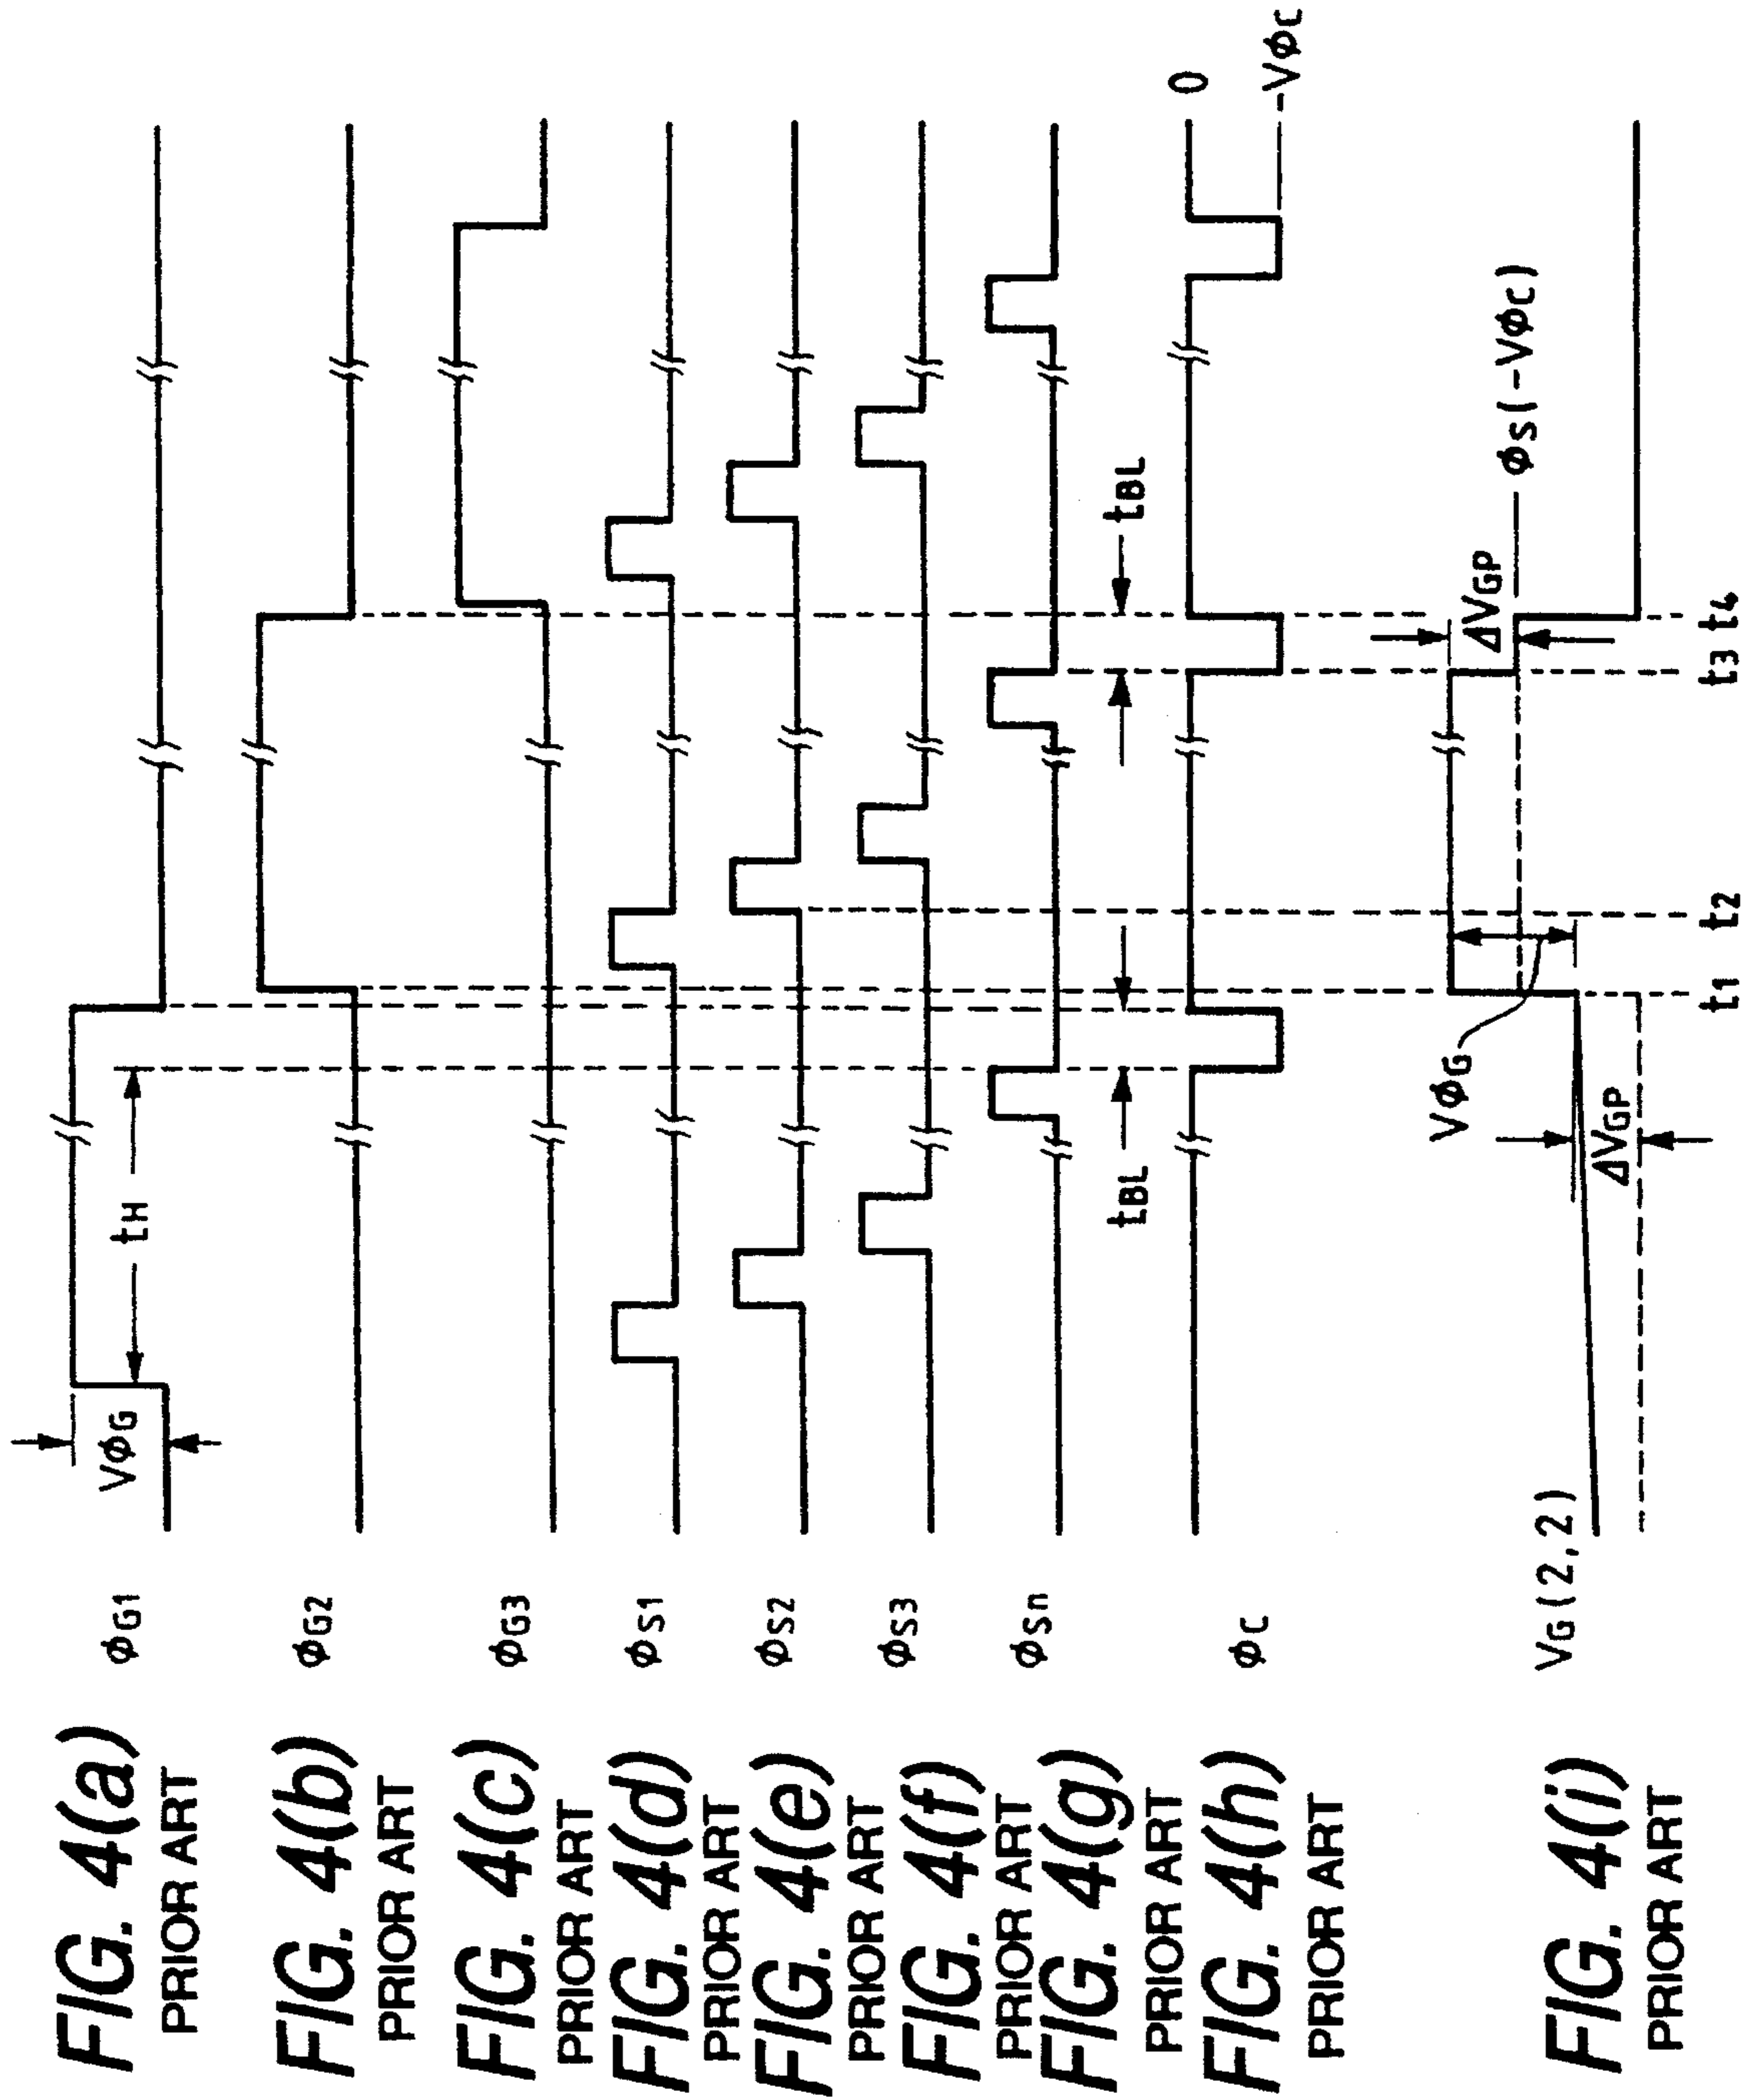 FIG. 4(a)
PRIOR ART
ΦG1
VΦG
tH
FIG. 4(b)
PRIOR ART
ΦG2
FIG. 4(c)
PRIOR ART
ΦG3
FIG. 4(d)
PRIOR ART
ΦS1
FIG. 4(e)
PRIOR ART
ΦS2
FIG. 4(f)
PRIOR ART
ΦS3
FIG. 4(g)
PRIOR ART
ΦSn
tBL
tBL
FIG. 4(h)
PRIOR ART
ΦC
0
-VΦC
FIG. 4(i)
PRIOR ART
VG(2,2)
VΦG
ΔVGP
ΔVGP
ΦS(-VΦC)
t1 t2 t3 t4